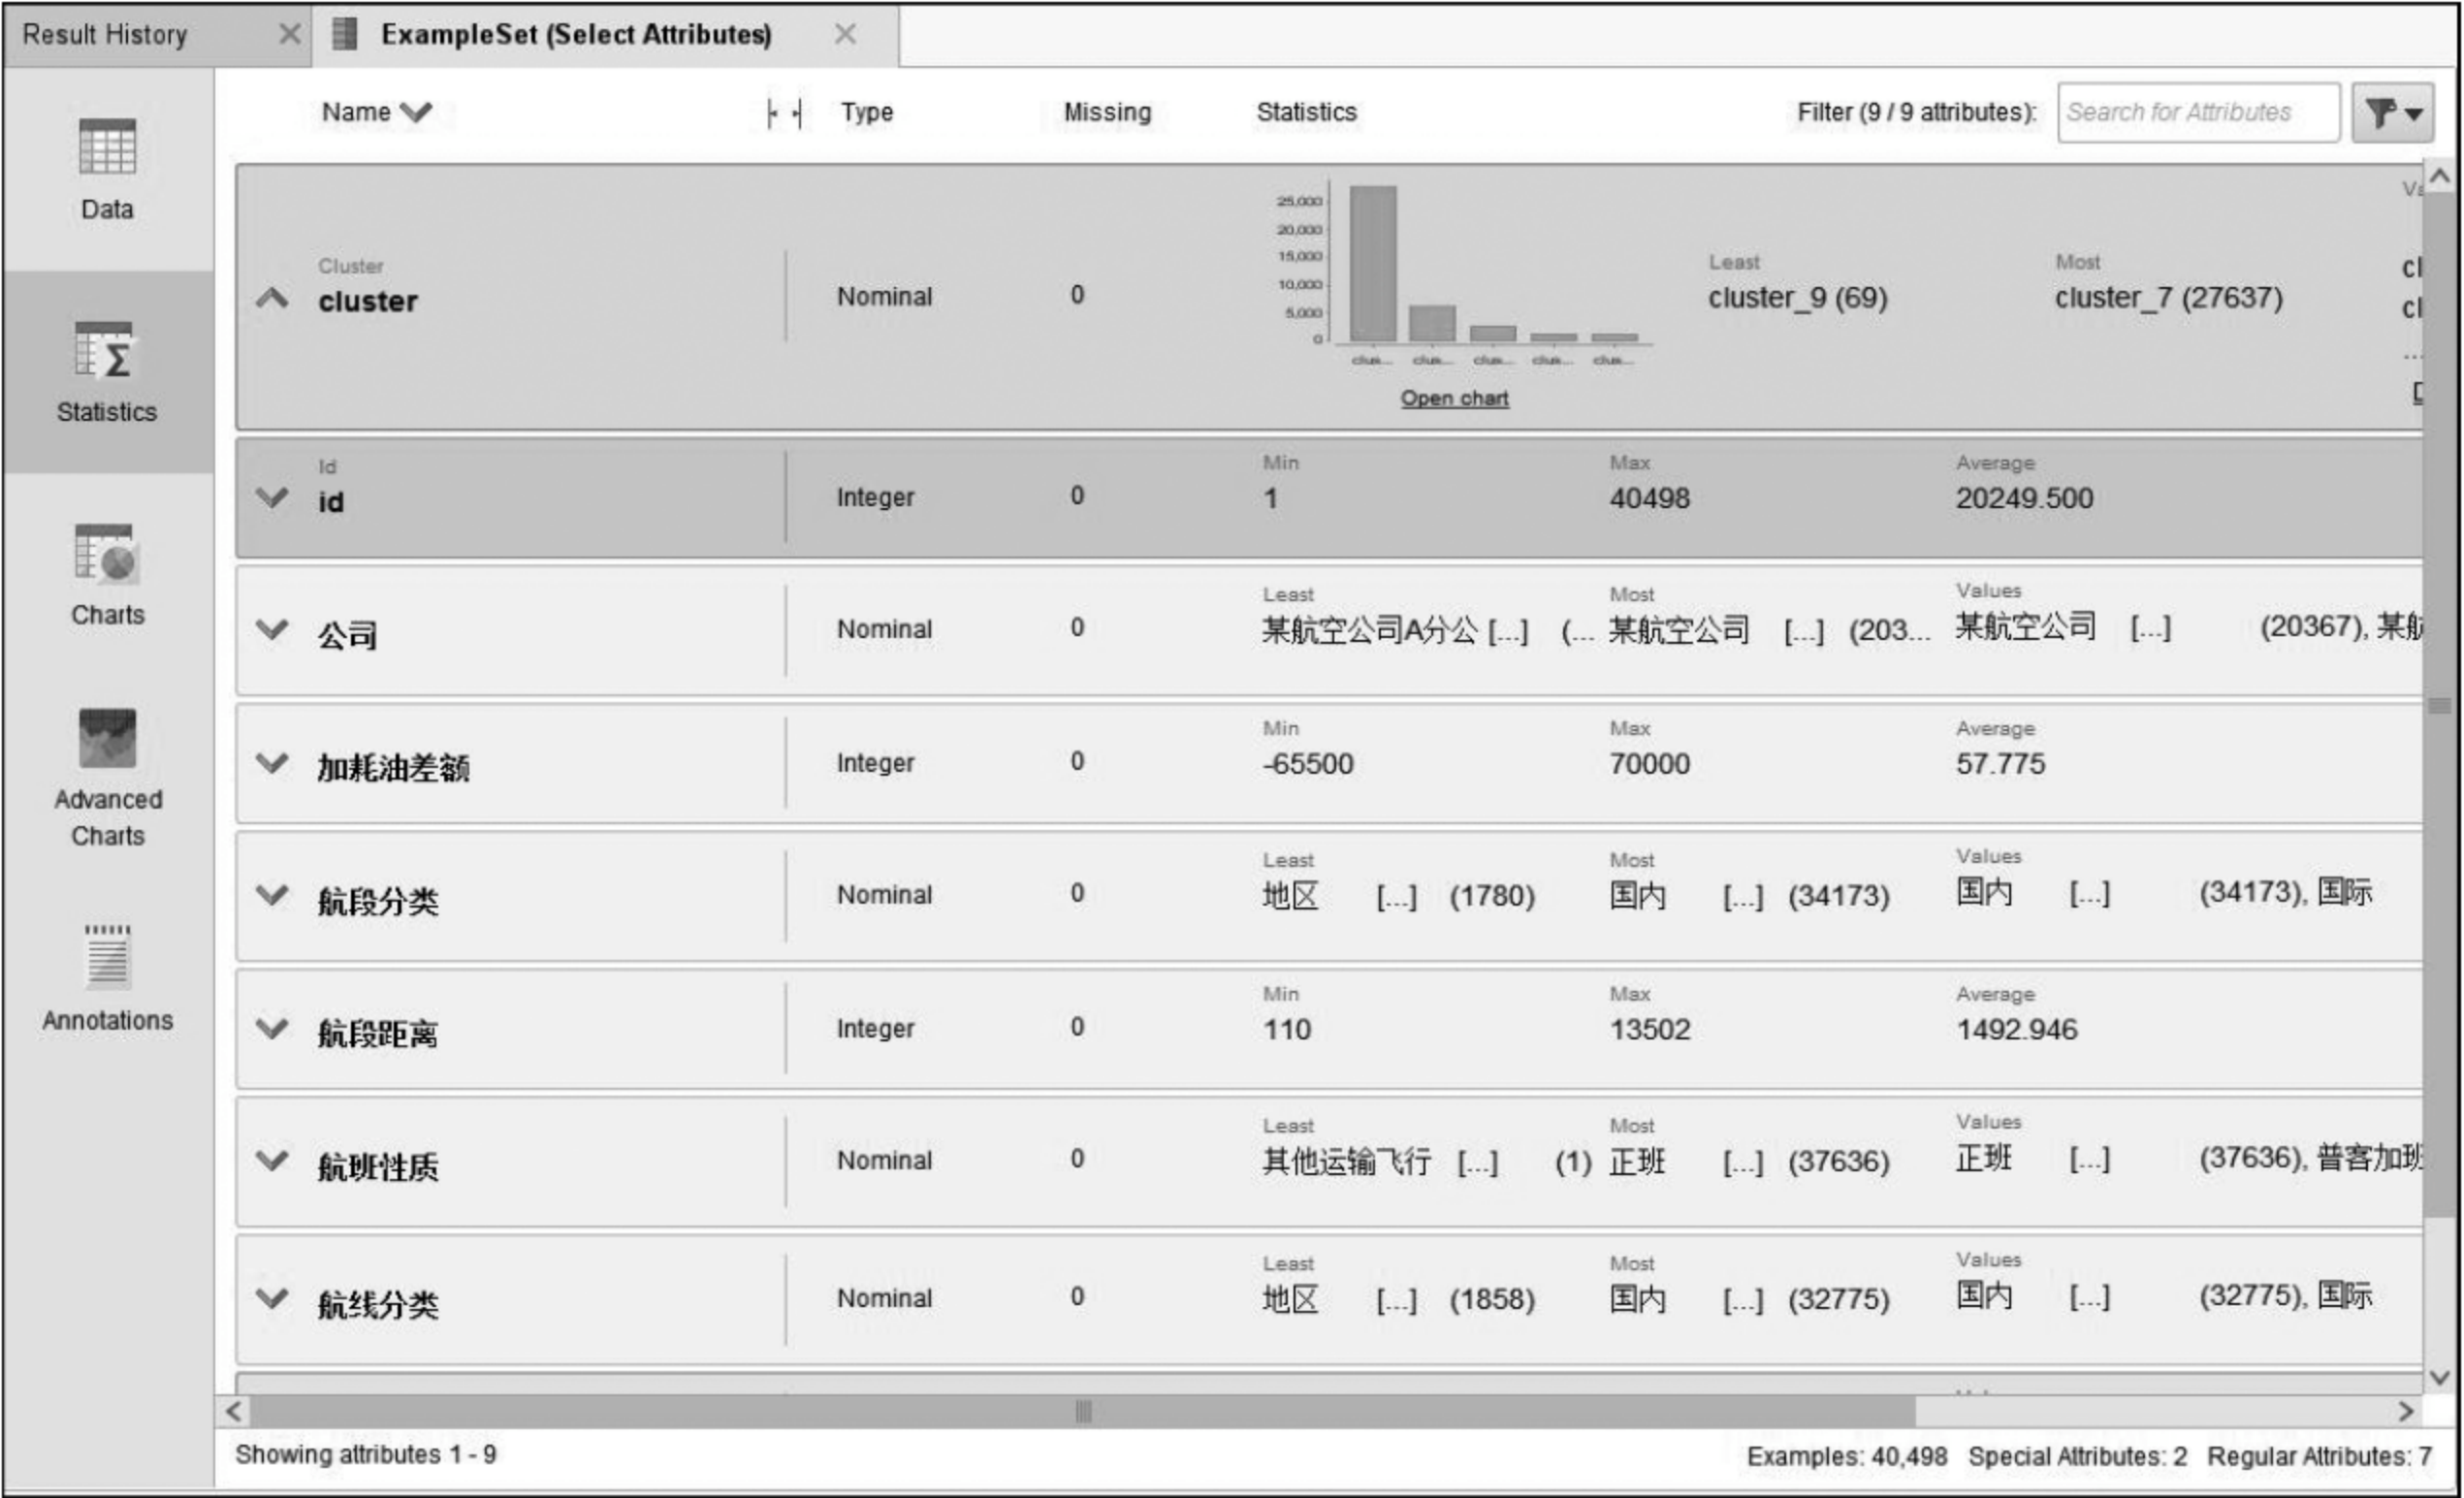 Result History
ExampleSet (Select Attributes)
Name Type Missing Statistics Filter (9 / 9 attributes): Search for Attributes
Data
Statistics
Charts
Advanced
Charts
Annotations
Cluster
cluster
Nominal
0
25,000
20,000
15,000
10,000
5,000
0
clus... clus... clus... clus... clus...
Open chart
Least
cluster_9 (69)
Most
cluster_7 (27637)
cl
cl
...
Id
id
Integer
0
Min
1
Max
40498
Average
20249.500
公司
Nominal
0
Least
某航空公司A分公 [...] (...
Most
某航空公司 [...] (203...
Values
某航空公司 [...] (20367), 某航
加耗油差额
Integer
0
Min
-65500
Max
70000
Average
57.775
航段分类
Nominal
0
Least
地区 [...] (1780)
Most
国内 [...] (34173)
Values
国内 [...] (34173), 国际
航段距离
Integer
0
Min
110
Max
13502
Average
1492.946
航班性质
Nominal
0
Least
其他运输飞行 [...] (1)
Most
正班 [...] (37636)
Values
正班 [...] (37636), 普客加班
航线分类
Nominal
0
Least
地区 [...] (1858)
Most
国内 [...] (32775)
Values
国内 [...] (32775), 国际
Showing attributes 1 - 9
Examples: 40,498 Special Attributes: 2 Regular Attributes: 7